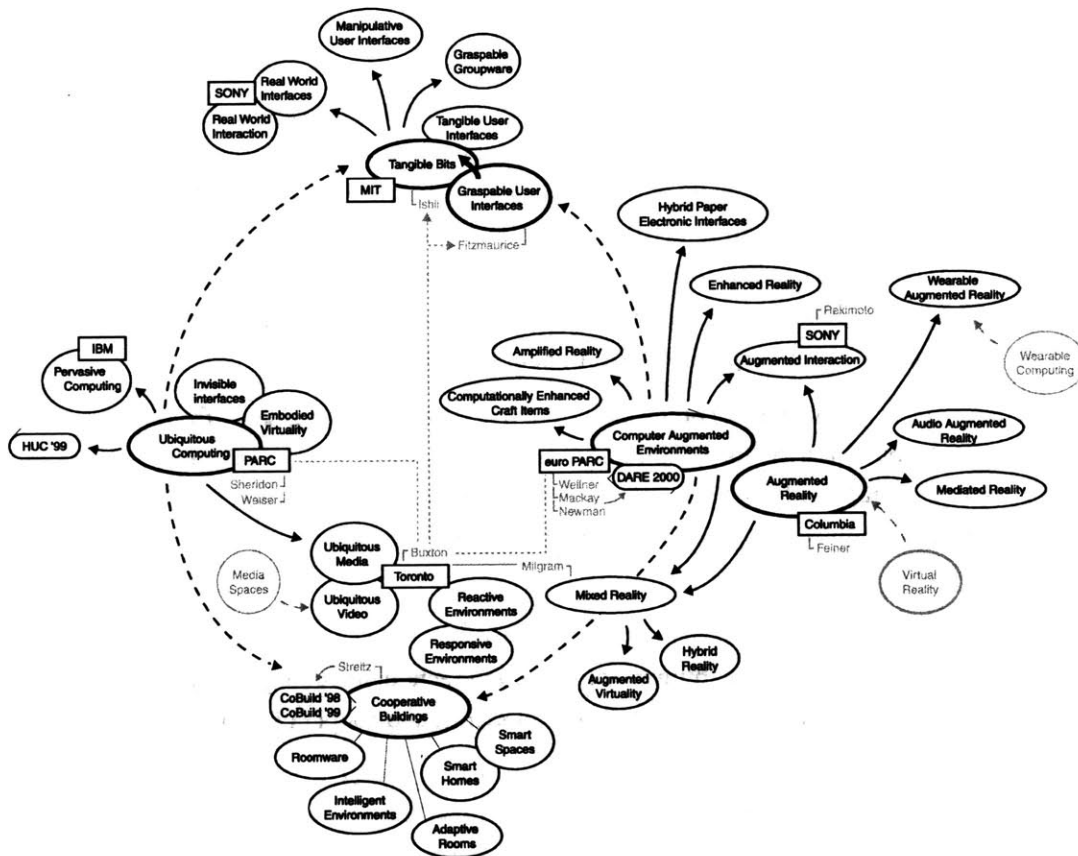 Manipulative
User Interfaces
Graspable
Groupware
SONY
Real World
Interfaces
Real World
Interaction
Tangible User
Interfaces
Tangible Bits
MIT
Ishii
Graspable User
Interfaces
Fitzmaurice
Hybrid Paper
Electronic Interfaces
Enhanced Reality
Wearable
Augmented Reality
Rekimoto
SONY
Augmented Interaction
Wearable
Computing
Amplified Reality
Computationally Enhanced
Craft Items
IBM
Pervasive Computing
Invisible
interfaces
Embodied
Virtuality
HUC '99
Ubiquitous
Computing
PARC
Sheridon
Weiser
Computer Augmented
Environments
euro PARC
DARE 2000
Wellner
Mackay
Newman
Audio Augmented
Reality
Augmented
Reality
Mediated Reality
Columbia
Feiner
Virtual
Reality
Ubiquitous
Media
Buxton
Toronto
Milgram
Media
Spaces
Ubiquitous
Video
Reactive
Environments
Mixed Reality
Responsive
Environments
Hybrid
Reality
Augmented
Virtuality
Streitz
CoBuild '98
CoBuild '99
Cooperative
Buildings
Roomware
Smart
Spaces
Smart
Homes
Intelligent
Environments
Adaptive
Rooms